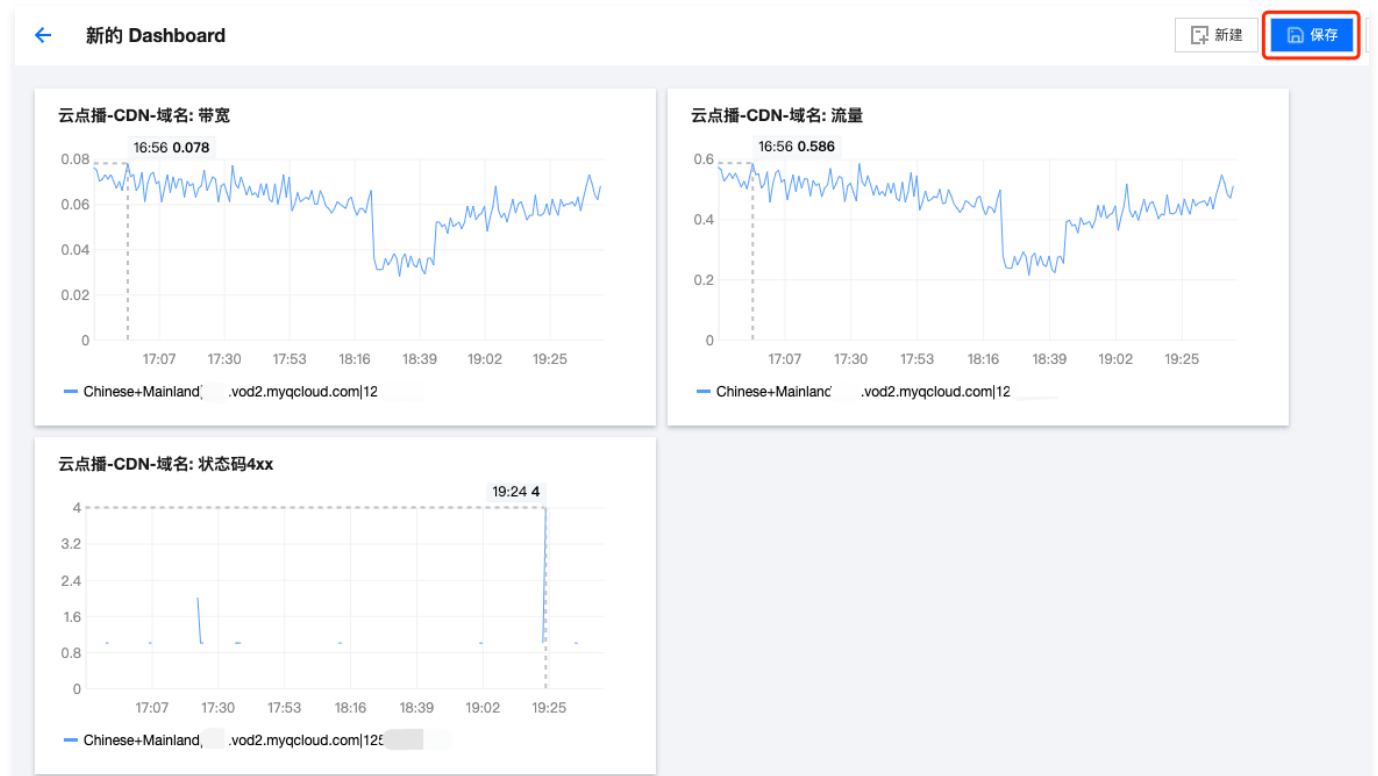 新的 Dashboard
新建
保存
云点播-CDN-域名: 带宽
16:56 0.078
0.08
0.06
0.04
0.02
0
17:07 17:30 17:53 18:16 18:39 19:02 19:25
Chinese+Mainland .vod2.myqcloud.com|12
云点播-CDN-域名: 流量
16:56 0.586
0.6
0.4
0.2
0
17:07 17:30 17:53 18:16 18:39 19:02 19:25
Chinese+Mainland .vod2.myqcloud.com|12
云点播-CDN-域名: 状态码4xx
19:24 4
4
3.2
2.4
1.6
0.8
0
17:07 17:30 17:53 18:16 18:39 19:02 19:25
Chinese+Mainland .vod2.myqcloud.com|125